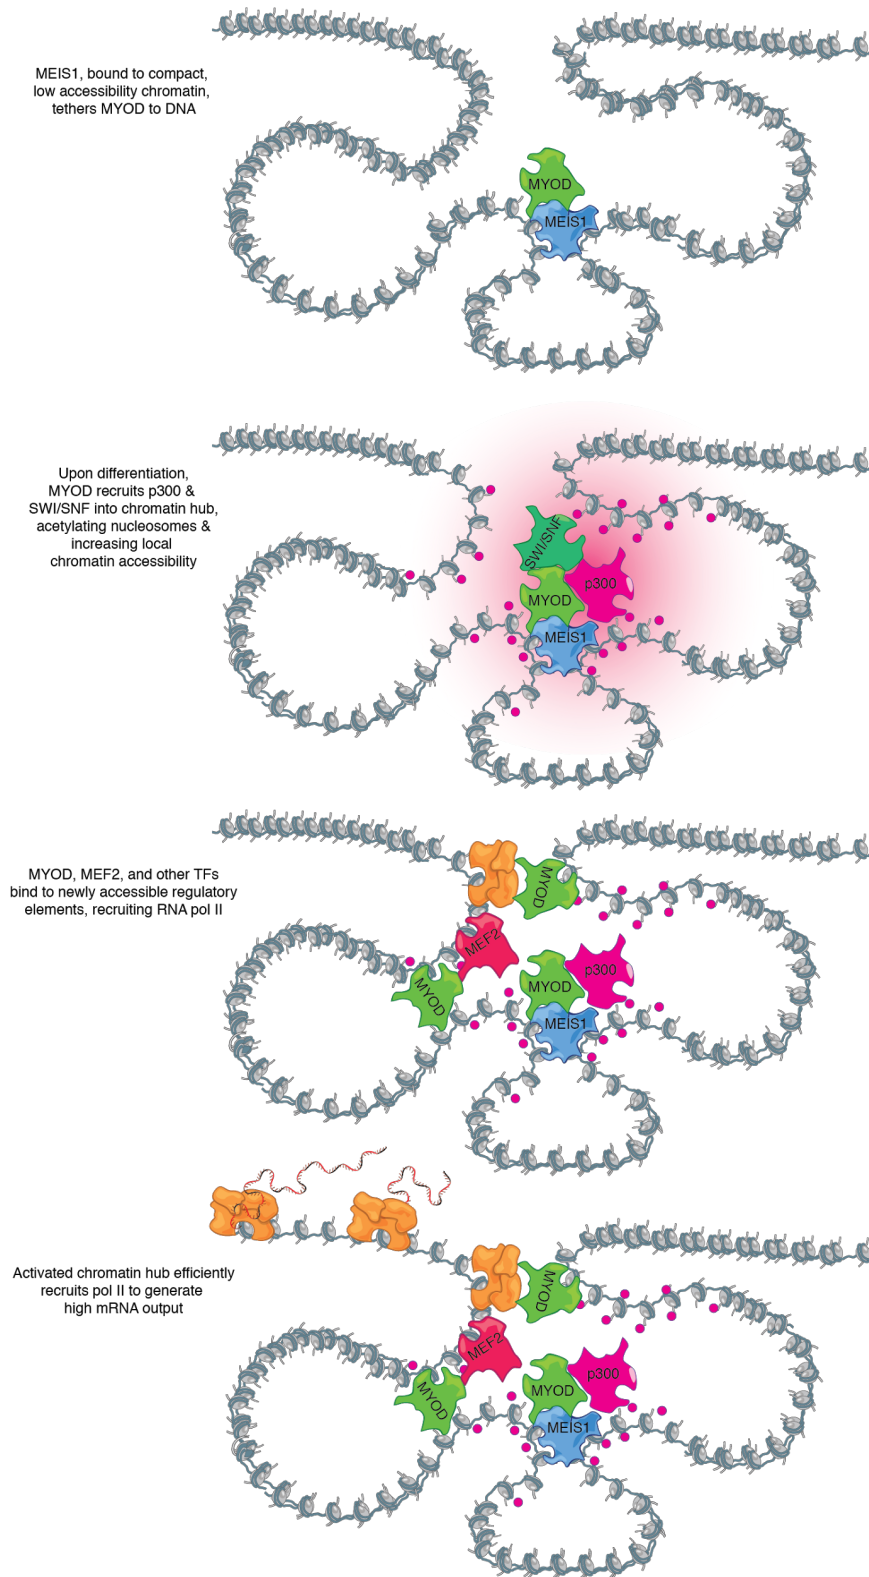 MEIS1, bound to compact,
low accessibility chromatin,
tethers MYOD to DNA
MYOD
MEIS1
Upon differentiation,
MYOD recruits p300 &
SWI/SNF into chromatin hub,
acetylating nucleosomes &
increasing local
chromatin accessibility
SWI/SNF
p300
MYOD
MEIS1
MYOD, MEF2, and other TFs
bind to newly accessible regulatory
elements, recruiting RNA pol II
MYOD
MEF2
MYOD
p300
MYOD
MEIS1
Activated chromatin hub efficiently
recruits pol II to generate
high mRNA output
MYOD
MEF2
MYOD
p300
MYOD
MEIS1